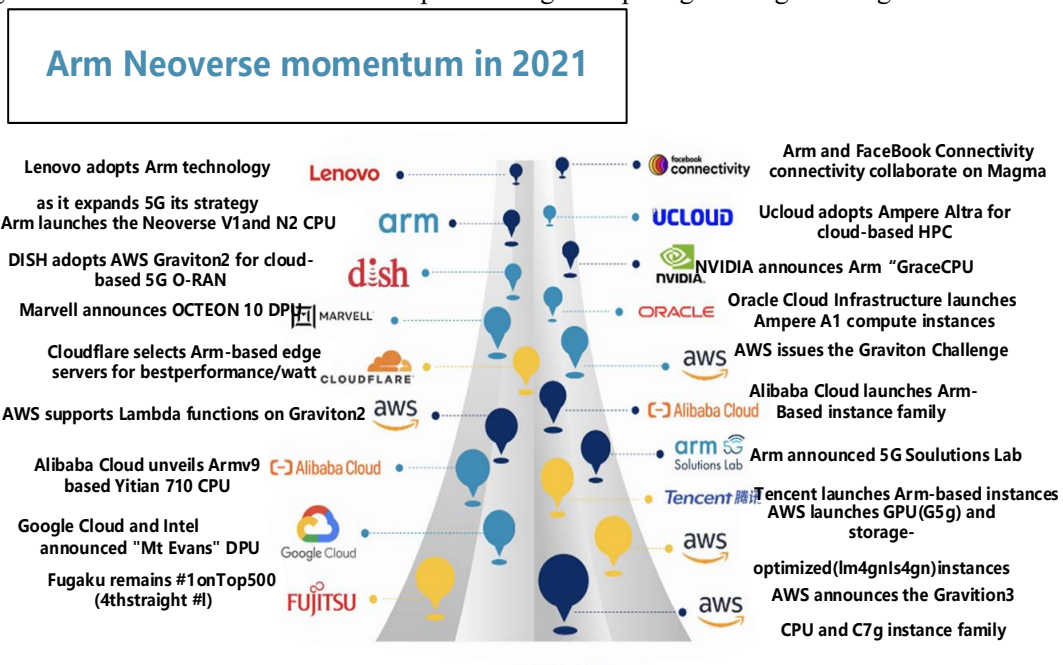 Arm Neoverse momentum in 2021
Lenovo adopts Arm technology
Lenovo
as it expands 5G its strategy
Arm launches the Neoverse V1and N2 CPU
arm
DISH adopts AWS Graviton2 for cloud-
based 5G O-RAN
dish
Marvell announces OCTEON 10 DPU
MARVELL
Cloudflare selects Arm-based edge
servers for bestperformance/watt
CLOUDFLARE
AWS supports Lambda functions on Graviton2
aws
Alibaba Cloud unveils Armv9
based Yitian 710 CPU
Alibaba Cloud
Google Cloud and Intel
announced "Mt Evans" DPU
Google Cloud
Fugaku remains #1onTop500
(4thstraight #l)
FUJITSU
facebook
connectivity
Arm and FaceBook Connectivity
connectivity collaborate on Magma
UCLOUD
Ucloud adopts Ampere Altra for
cloud-based HPC
NVIDIA.
NVIDIA announces Arm “GraceCPU
ORACLE
Oracle Cloud Infrastructure launches
Ampere A1 compute instances
aws
AWS issues the Graviton Challenge
Alibaba Cloud
Alibaba Cloud launches Arm-
Based instance family
arm 5G
Solutions Lab
Arm announced 5G Soulutions Lab
Tencent 腾讯
Tencent launches Arm-based instances
AWS launches GPU(G5g) and
storage-
aws
optimized(Im4gnIs4gn)instances
AWS announces the Gravition3
aws
CPU and C7g instance family